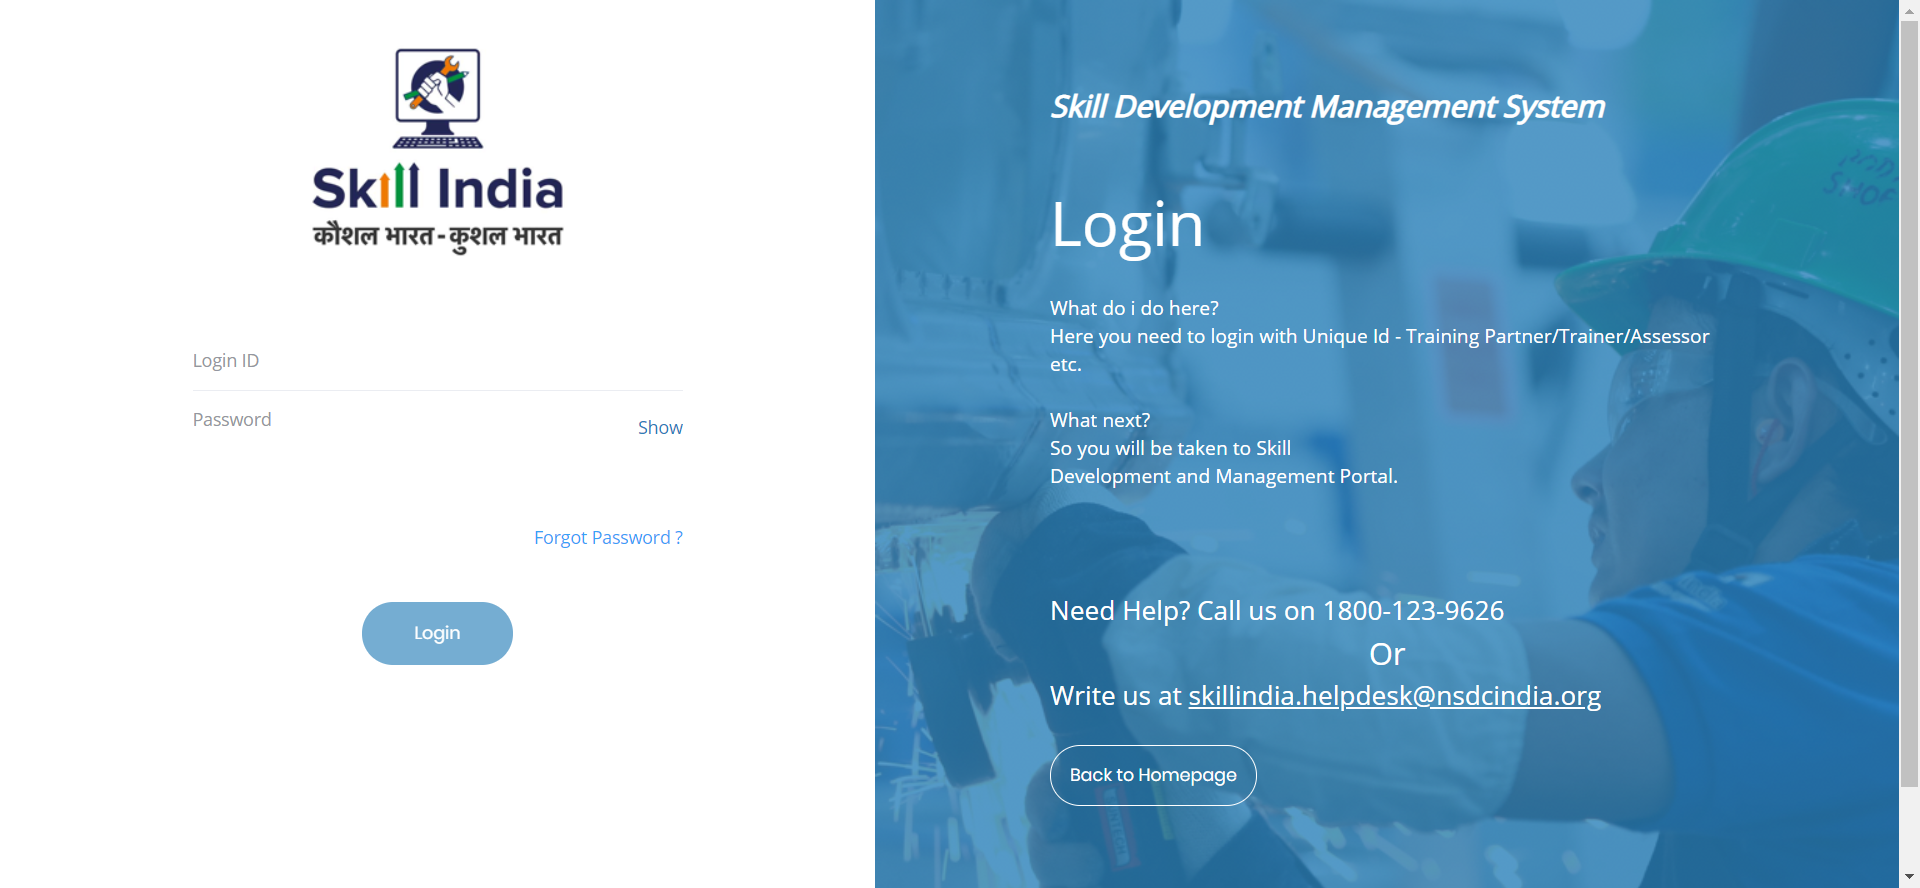 Skill India
कौशल भारत - कुशल भारत
Login ID
Password
Show
Forgot Password ?
Login
Skill Development Management System
Login
What do i do here?
Here you need to login with Unique Id - Training Partner/Trainer/Assessor
etc.
What next?
So you will be taken to Skill
Development and Management Portal.
Need Help? Call us on 1800-123-9626
Or
Write us at skillindia.helpdesk@nsdcindia.org
Back to Homepage